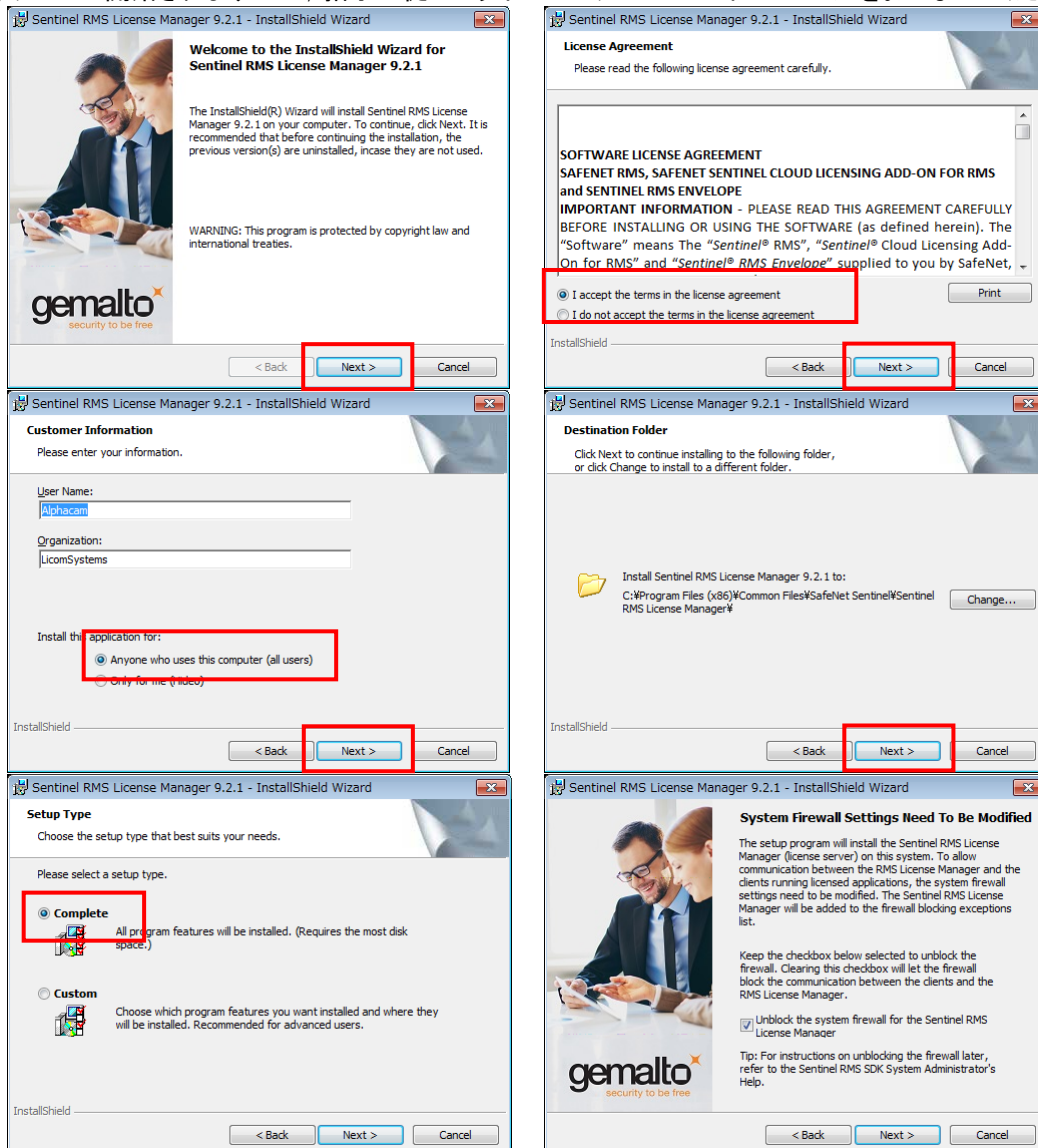 Sentinel RMS License Manager 9.2.1 - InstallShield Wizard
Welcome to the InstallShield Wizard for
Sentinel RMS License Manager 9.2.1
The InstallShield(R) Wizard will install Sentinel RMS License
Manager 9.2.1 on your computer. To continue, click Next. It is
recommended that before continuing the installation, the
previous version(s) are uninstalled, incase they are not used.
WARNING: This program is protected by copyright law and
international treaties.
gemalto
security to be free
< Back
Next >
Cancel
Sentinel RMS License Manager 9.2.1 - InstallShield Wizard
License Agreement
Please read the following license agreement carefully.
SOFTWARE LICENSE AGREEMENT
SAFENET RMS, SAFENET SENTINEL CLOUD LICENSING ADD-ON FOR RMS
and SENTINEL RMS ENVELOPE
IMPORTANT INFORMATION - PLEASE READ THIS AGREEMENT CAREFULLY
BEFORE INSTALLING OR USING THE SOFTWARE (as defined herein). The
“Software” means The “Sentinel® RMS”, “Sentinel® Cloud Licensing Add-
On for RMS” and “Sentinel® RMS Envelope” supplied to you by SafeNet,
I accept the terms in the license agreement
Print
I do not accept the terms in the license agreement
InstallShield
< Back
Next >
Cancel
Sentinel RMS License Manager 9.2.1 - InstallShield Wizard
Customer Information
Please enter your information.
User Name:
Alphacam
Organization:
LicomSystems
Install this application for:
Anyone who uses this computer (all users)
Only for me (Hideo)
InstallShield
< Back
Next >
Cancel
Sentinel RMS License Manager 9.2.1 - InstallShield Wizard
Destination Folder
Click Next to continue installing to the following folder,
or click Change to install to a different folder.
Install Sentinel RMS License Manager 9.2.1 to:
C:¥Program Files (x86)¥Common Files¥SafeNet Sentinel¥Sentinel
RMS License Manager¥
Change...
InstallShield
< Back
Next >
Cancel
Sentinel RMS License Manager 9.2.1 - InstallShield Wizard
Setup Type
Choose the setup type that best suits your needs.
Please select a setup type.
Complete
All program features will be installed. (Requires the most disk
space.)
Custom
Choose which program features you want installed and where they
will be installed. Recommended for advanced users.
InstallShield
< Back
Next >
Cancel
Sentinel RMS License Manager 9.2.1 - InstallShield Wizard
System Firewall Settings Need To Be Modified
The setup program will install the Sentinel RMS License
Manager (license server) on this system. To allow
communication between the RMS License Manager and the
clients running licensed applications, the system firewall
settings need to be modified. The Sentinel RMS License
Manager will be added to the firewall blocking exceptions
list.
Keep the checkbox below selected to unblock the
firewall. Clearing this checkbox will let the firewall
block the communication between the clients and the
RMS License Manager.
Unblock the system firewall for the Sentinel RMS
License Manager
Tip: For instructions on unblocking the firewall later,
refer to the Sentinel RMS SDK System Administrator's
Help.
gemalto
security to be free
< Back
Next >
Cancel